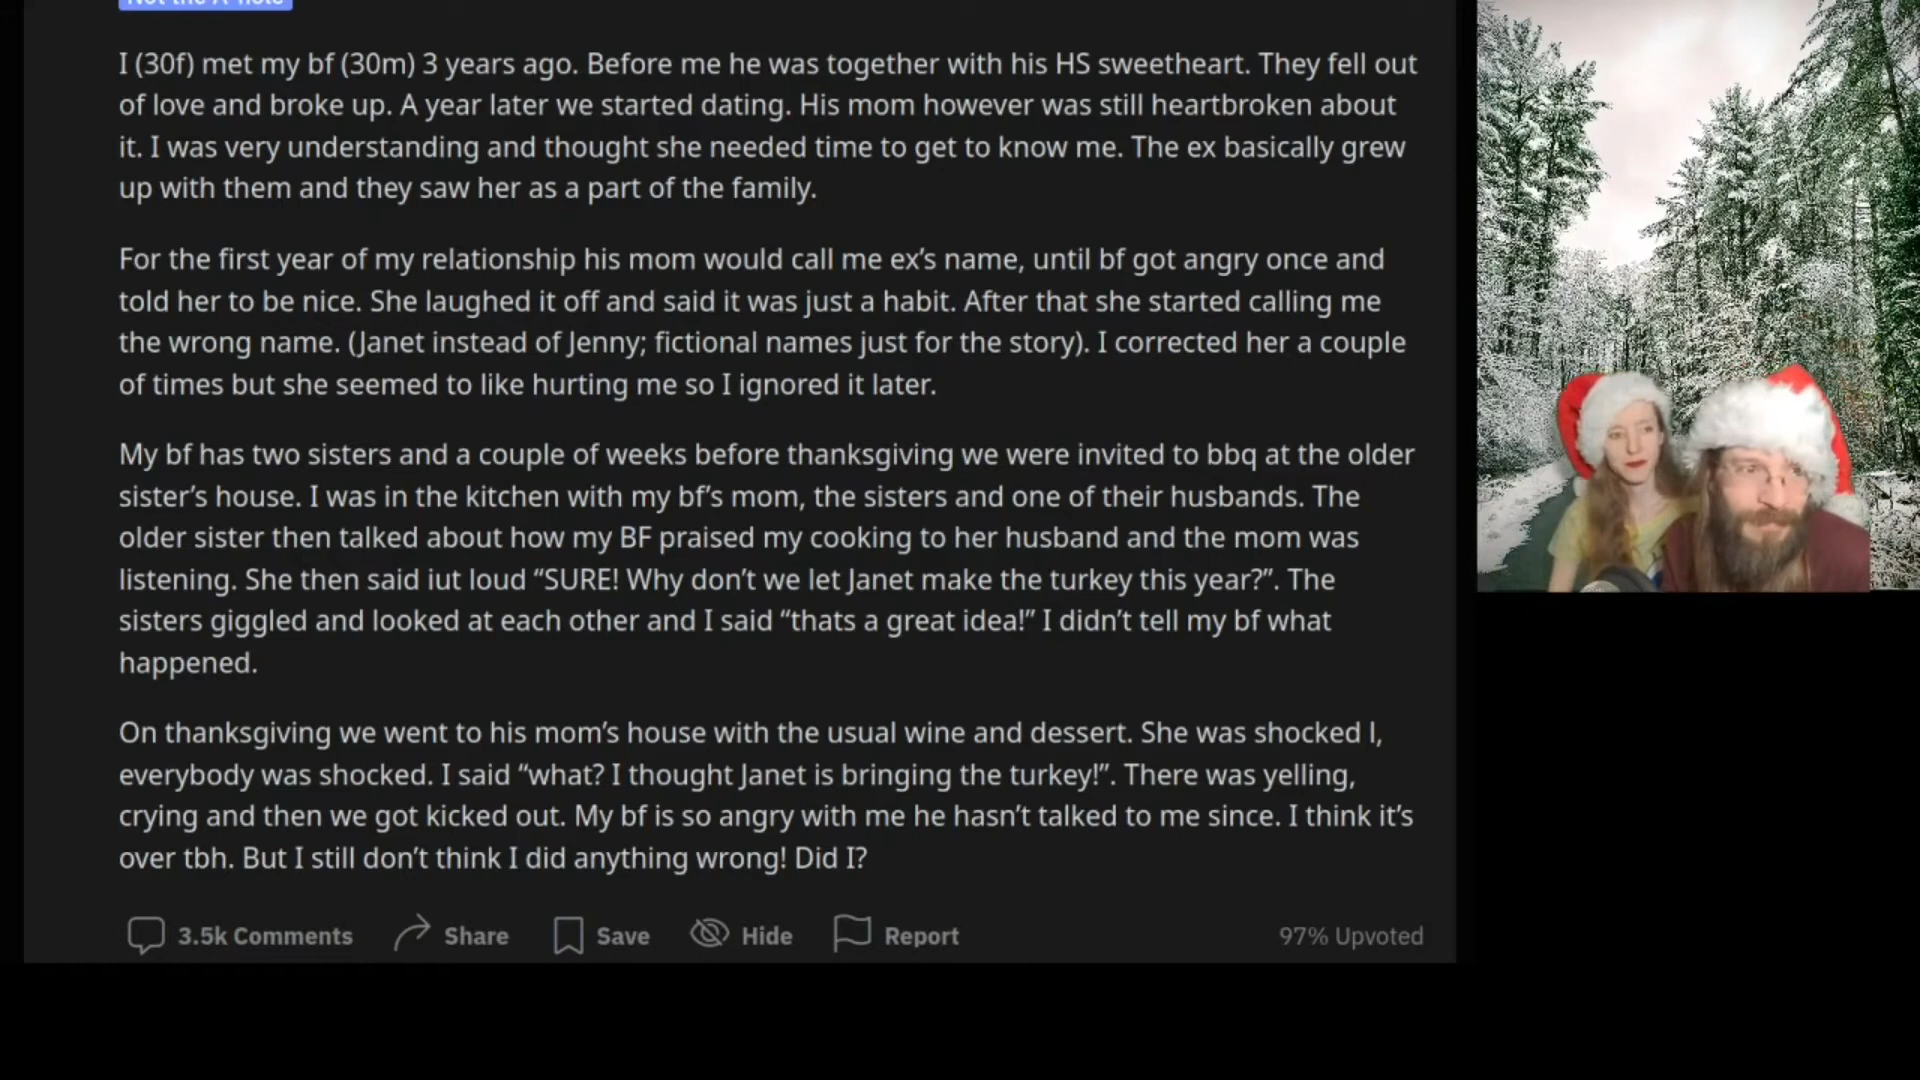 Not the A-hole
I (30f) met my bf (30m) 3 years ago. Before me he was together with his HS sweetheart. They fell out
of love and broke up. A year later we started dating. His mom however was still heartbroken about
it. I was very understanding and thought she needed time to get to know me. The ex basically grew
up with them and they saw her as a part of the family.
For the first year of my relationship his mom would call me ex’s name, until bf got angry once and
told her to be nice. She laughed it off and said it was just a habit. After that she started calling me
the wrong name. (Janet instead of Jenny; fictional names just for the story). I corrected her a couple
of times but she seemed to like hurting me so I ignored it later.
My bf has two sisters and a couple of weeks before thanksgiving we were invited to bbq at the older
sister’s house. I was in the kitchen with my bf’s mom, the sisters and one of their husbands. The
older sister then talked about how my BF praised my cooking to her husband and the mom was
listening. She then said iut loud “SURE! Why don’t we let Janet make the turkey this year?”. The
sisters giggled and looked at each other and I said “thats a great idea!” I didn’t tell my bf what
happened.
On thanksgiving we went to his mom’s house with the usual wine and dessert. She was shocked I,
everybody was shocked. I said “what? I thought Janet is bringing the turkey!”. There was yelling,
crying and then we got kicked out. My bf is so angry with me he hasn’t talked to me since. I think it’s
over tbh. But I still don’t think I did anything wrong! Did I?
3.5k Comments Share Save Hide Report 97% Upvoted